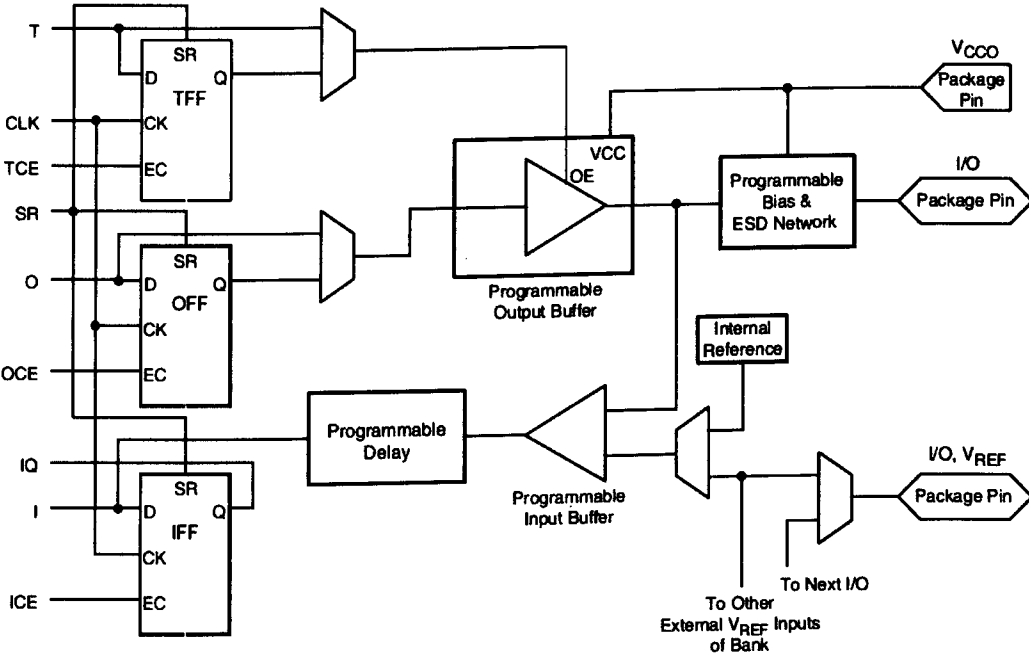 T
SR
D
Q
TFF
CLK
CK
TCE
EC
SR
SR
O
D
Q
OFF
CK
OCE
EC
IQ
SR
I
D
Q
IFF
CK
ICE
EC
VCC
OE
Programmable
Output Buffer
VCCO
Package
Pin
Programmable
Bias &
ESD Network
I/O
Package Pin
Internal
Reference
Programmable
Delay
Programmable
Input Buffer
I/O, VREF
Package Pin
To Next I/O
To Other
External VREF Inputs
of Bank